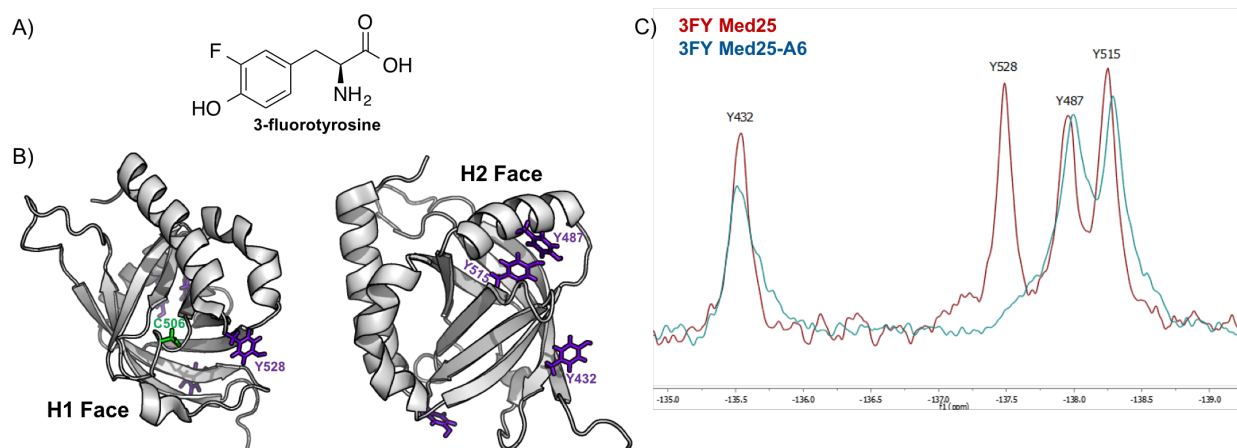 A)
F
O
OH
HO
NH2
3-fluorotyrosine
B)
H1 Face
C506
Y528
H2 Face
Y487
Y515
Y432
C)
3FY Med25
3FY Med25-A6
Y432
Y528
Y487
Y515
-135.0 -135.5 -136.0 -136.5 -137.0 -137.5 -138.0 -138.5 -139.0
f1 (ppm)